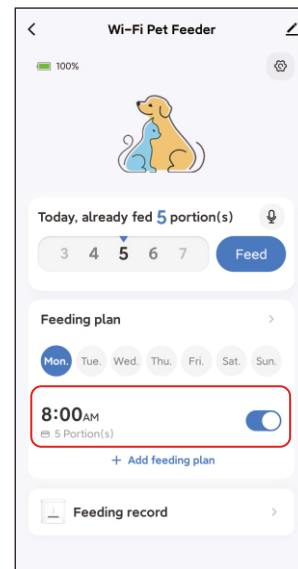 Wi-Fi Pet Feeder
100%
Today, already fed 5 portion(s)
3 4 5 6 7 Feed
Feeding plan
Mon. Tue. Wed. Thu. Fri. Sat. Sun.
8:00AM
5 Portion(s)
+ Add feeding plan
Feeding record